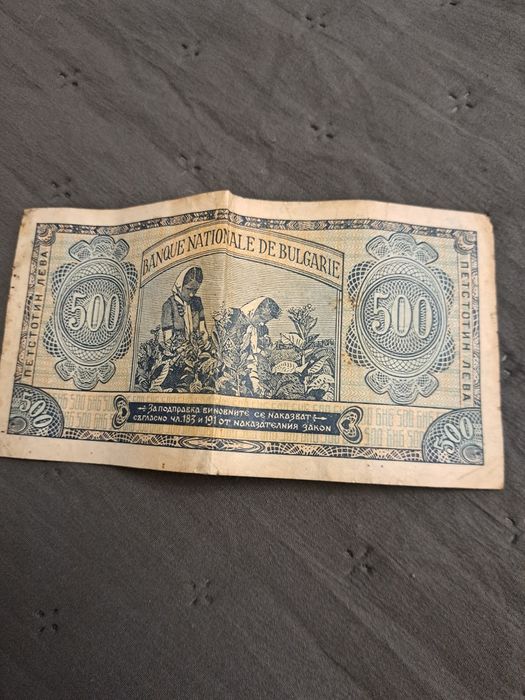 BANQUE NATIONALE DE BULGARIE
ПЕТСТОТИН ЛЕВА
500
500
ПЕТСТОТИН ЛЕВА
ЗА ПОДПРАВКА ВИНОВНИТЕ СЕ НАКАЗВАТ
СЪГЛАСНО ЧЛ. 183 И 191 ОТ НАКАЗАТЕЛНИЯ ЗАКОН
500
500